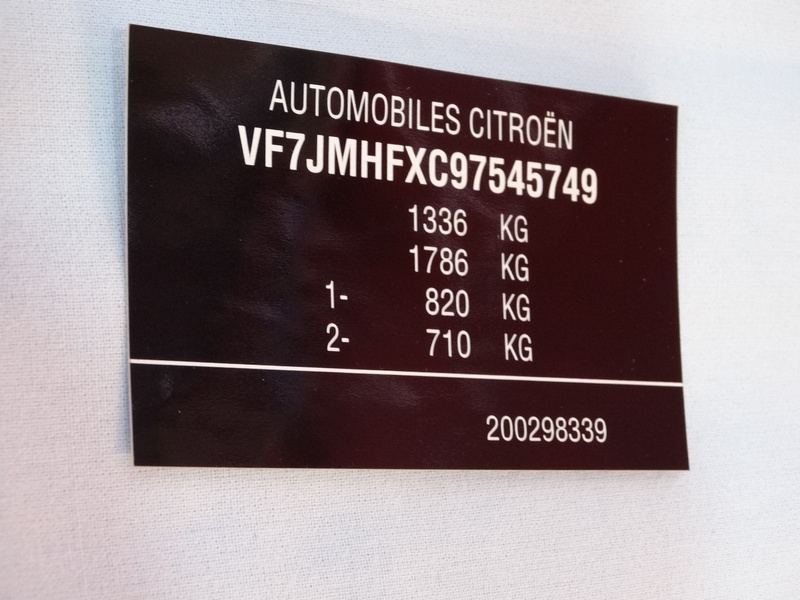 AUTOMOBILES CITROËN
VF7JMHFXC97545749
1336 KG
1786 KG
1- 820 KG
2- 710 KG
200298339